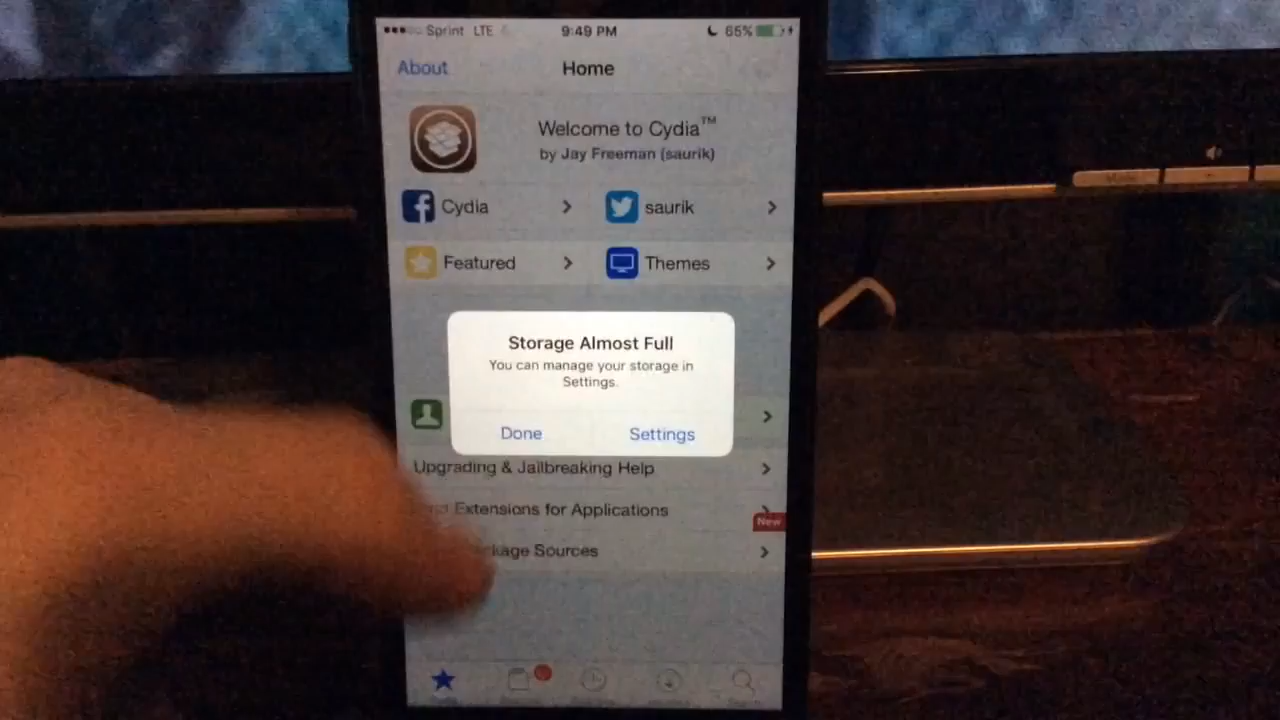 Sprint LTE 9:49 PM 65%
About Home
Welcome to Cydia™
by Jay Freeman (saurik)
Cydia saurik
Featured Themes
Storage Almost Full
You can manage your storage in
Settings.
Done Settings
Upgrading & Jailbreaking Help
Extensions for Applications
New
Sources